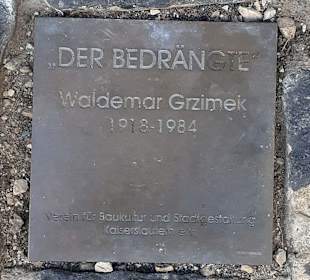 „DER BEDRÄNGTE“
Waldemar Grzimek
1918-1984
Verein für Baukultur und Stadtgestaltung
Kaiserslautern e.V.